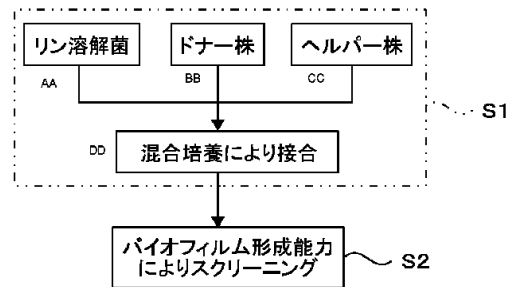 リン溶解菌
ドナー株
ヘルパー株
AA
BB
CC
S1
DD
混合培養により接合
バイオフィルム形成能力
によりスクリーニング
S2